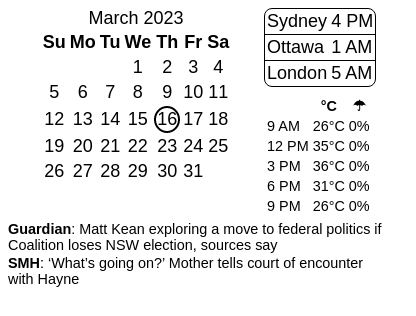 March 2023
Su Mo Tu We Th Fr Sa
1 2 3 4
5 6 7 8 9 10 11
12 13 14 15 16 17 18
19 20 21 22 23 24 25
26 27 28 29 30 31
Sydney 4 PM
Ottawa 1 AM
London 5 AM
°C ☂
9 AM 26°C 0%
12 PM 35°C 0%
3 PM 36°C 0%
6 PM 31°C 0%
9 PM 26°C 0%
Guardian: Matt Kean exploring a move to federal politics if
Coalition loses NSW election, sources say
SMH: ‘What’s going on?’ Mother tells court of encounter
with Hayne